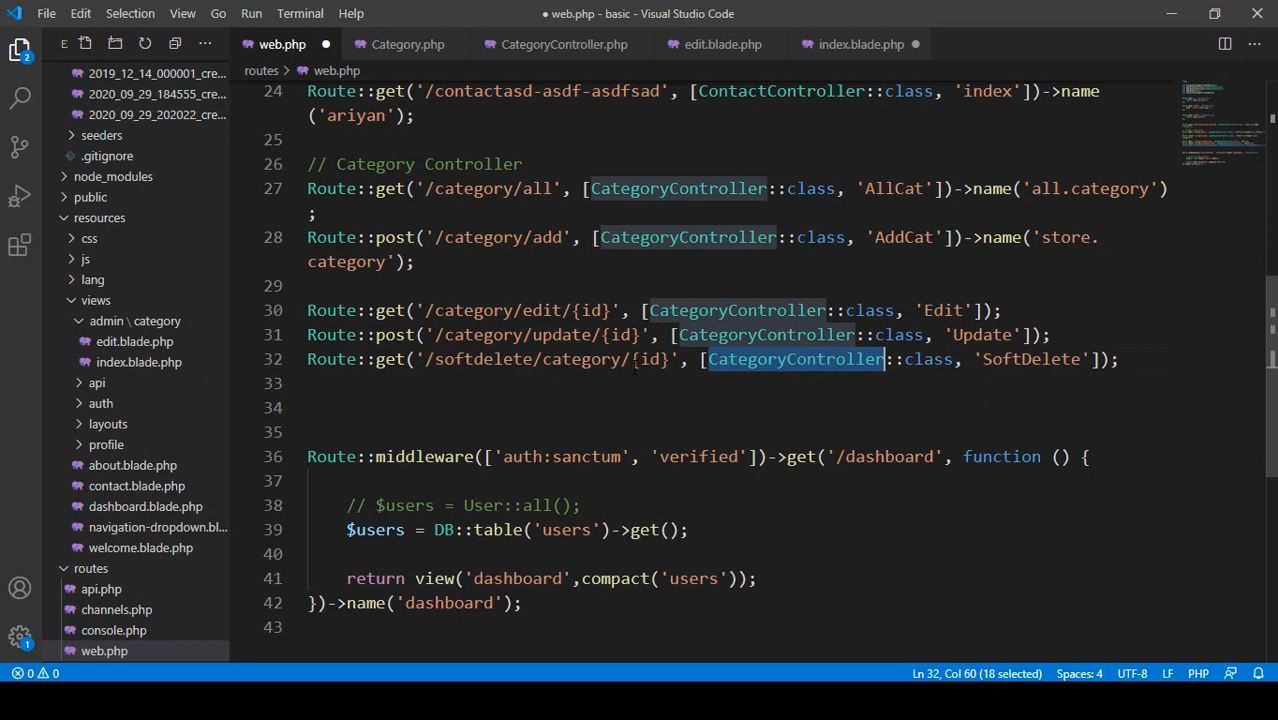 File Edit Selection View Go Run Terminal Help
● web.php - basic - Visual Studio Code
E
web.php ●
Category.php
CategoryController.php
edit.blade.php
index.blade.php ●
routes > web.php
2
2019_12_14_000001_cre...
2020_09_29_184555_cre...
2020_09_29_202022_cre...
seeders
.gitignore
node_modules
public
resources
css
js
lang
views
admin \ category
edit.blade.php
index.blade.php
api
auth
layouts
profile
about.blade.php
contact.blade.php
dashboard.blade.php
navigation-dropdown.bl...
welcome.blade.php
routes
api.php
channels.php
console.php
web.php
1
24 Route::get('/contactasd-asdf-asdfsad', [ContactController::class, 'index'])->name
('ariyan');
25
26 // Category Controller
27 Route::get('/category/all', [CategoryController::class, 'AllCat'])->name('all.category')
;
28 Route::post('/category/add', [CategoryController::class, 'AddCat'])->name('store.
category');
29
30 Route::get('/category/edit/{id}', [CategoryController::class, 'Edit']);
31 Route::post('/category/update/{id}', [CategoryController::class, 'Update']);
32 Route::get('/softdelete/category/{id}', [CategoryController::class, 'SoftDelete']);
33
34
35
36 Route::middleware(['auth:sanctum', 'verified'])->get('/dashboard', function () {
37
38 // $users = User::all();
39 $users = DB::table('users')->get();
40
41 return view('dashboard',compact('users'));
42 })->name('dashboard');
43
0 0 Ln 32, Col 60 (18 selected) Spaces: 4 UTF-8 LF PHP